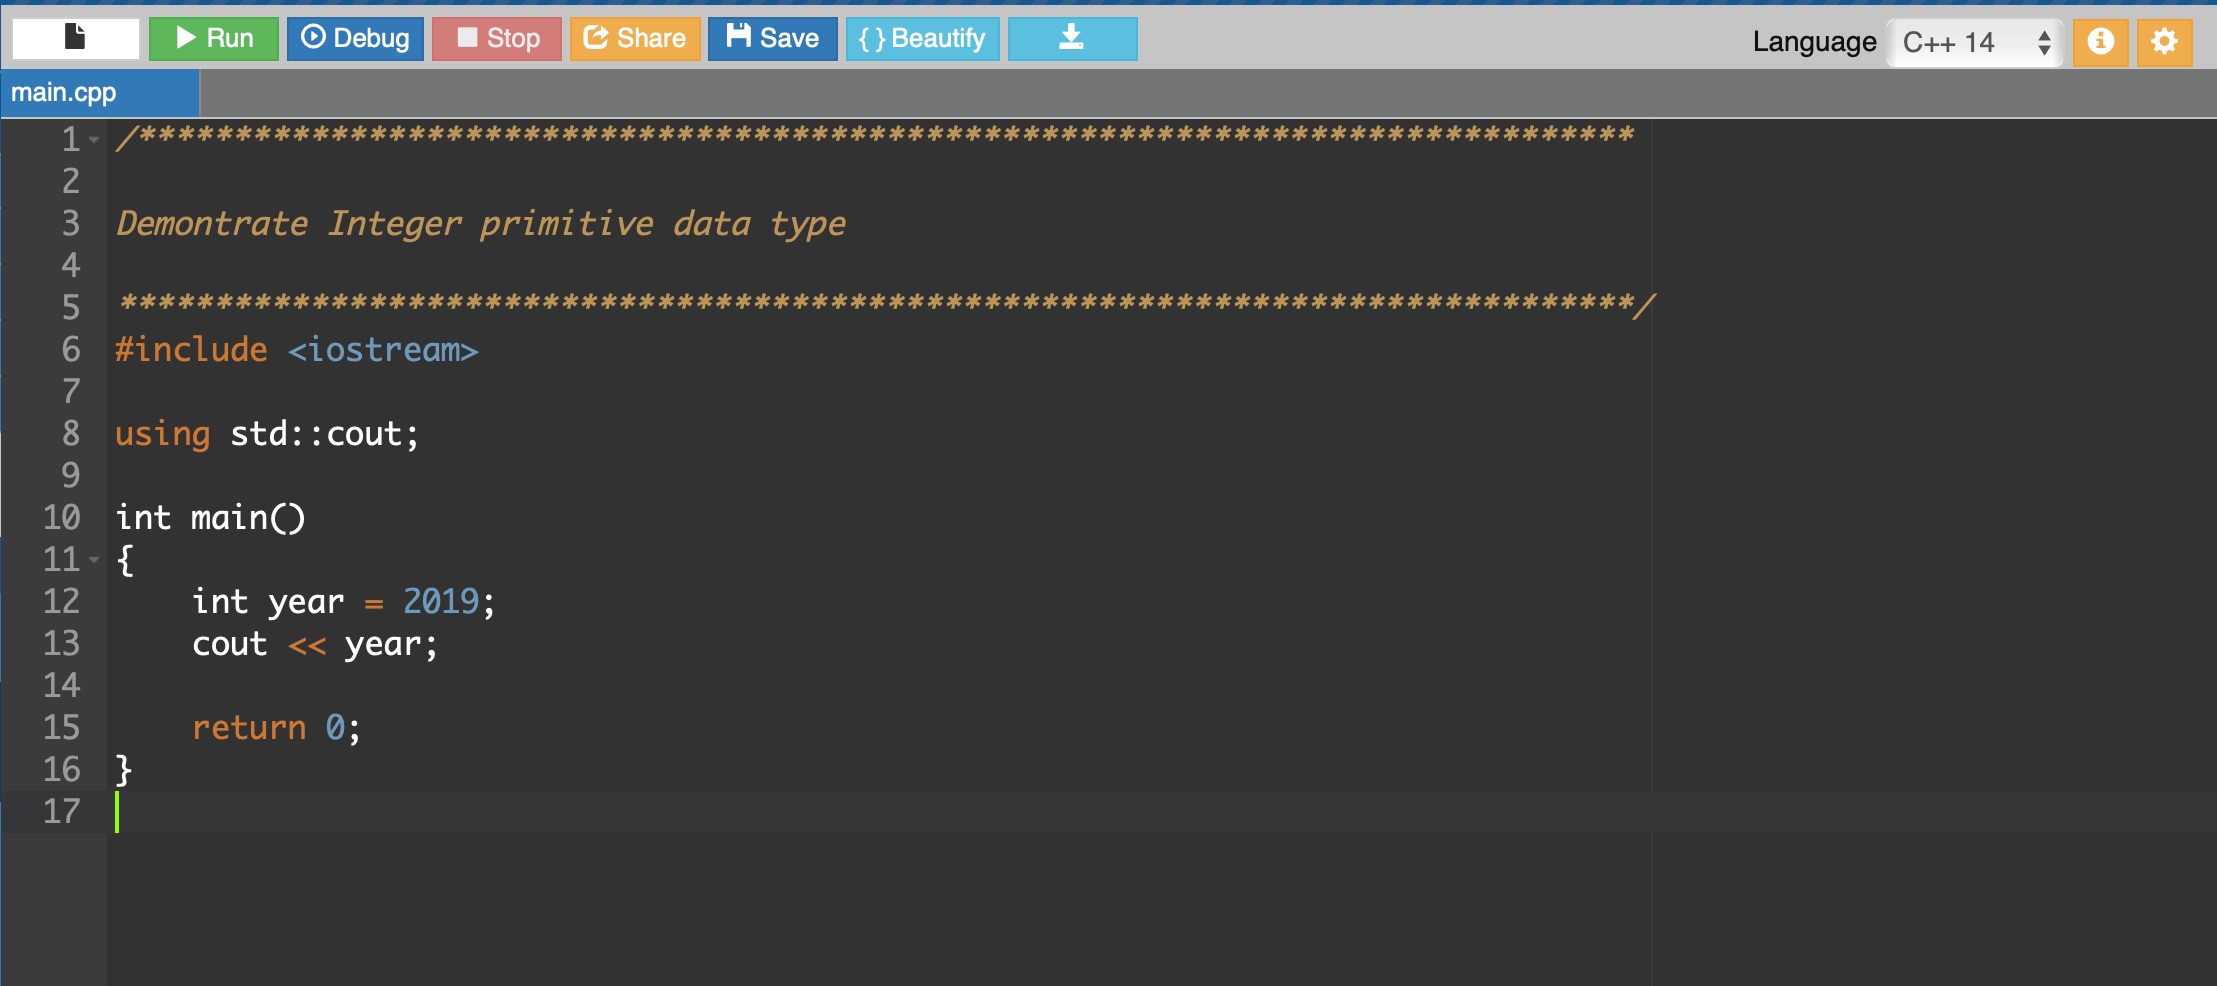 Run Debug Stop Share Save { } Beautify Language C++ 14
main.cpp
1 /******************************************************************************
2
3 Demontrate Integer primitive data type
4
5 *******************************************************************************/
6 #include <iostream>
7
8 using std::cout;
9
10 int main()
11 {
12 int year = 2019;
13 cout << year;
14
15 return 0;
16 }
17